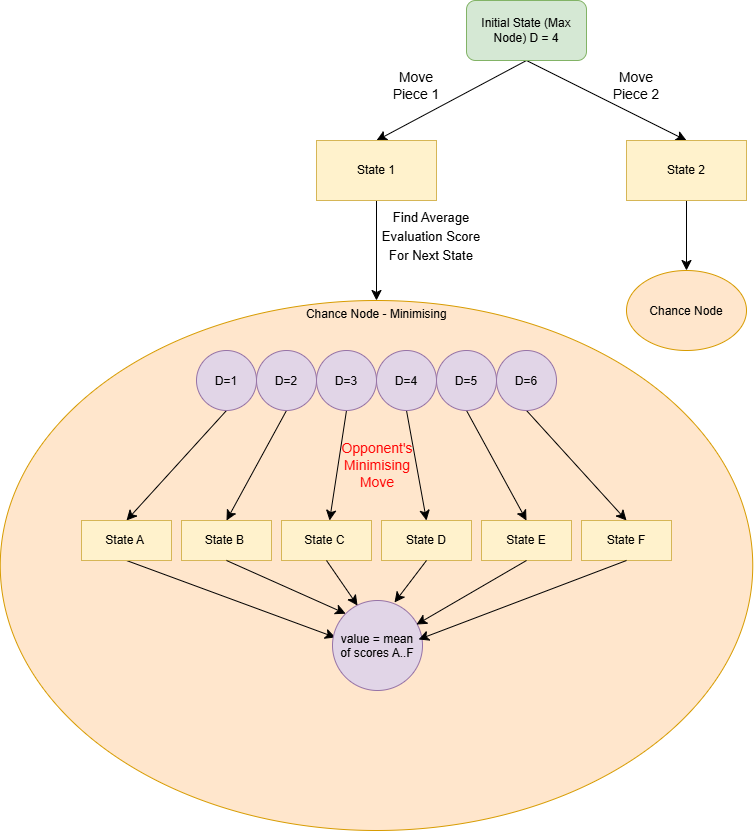 Initial State (Max
Node) D = 4
Move
Piece 1
Move
Piece 2
State 1
State 2
Find Average
Evaluation Score
For Next State
Chance Node
Chance Node - Minimising
D=1
D=2
D=3
D=4
D=5
D=6
Opponent's
Minimising
Move
State A
State B
State C
State D
State E
State F
value = mean
of scores A..F